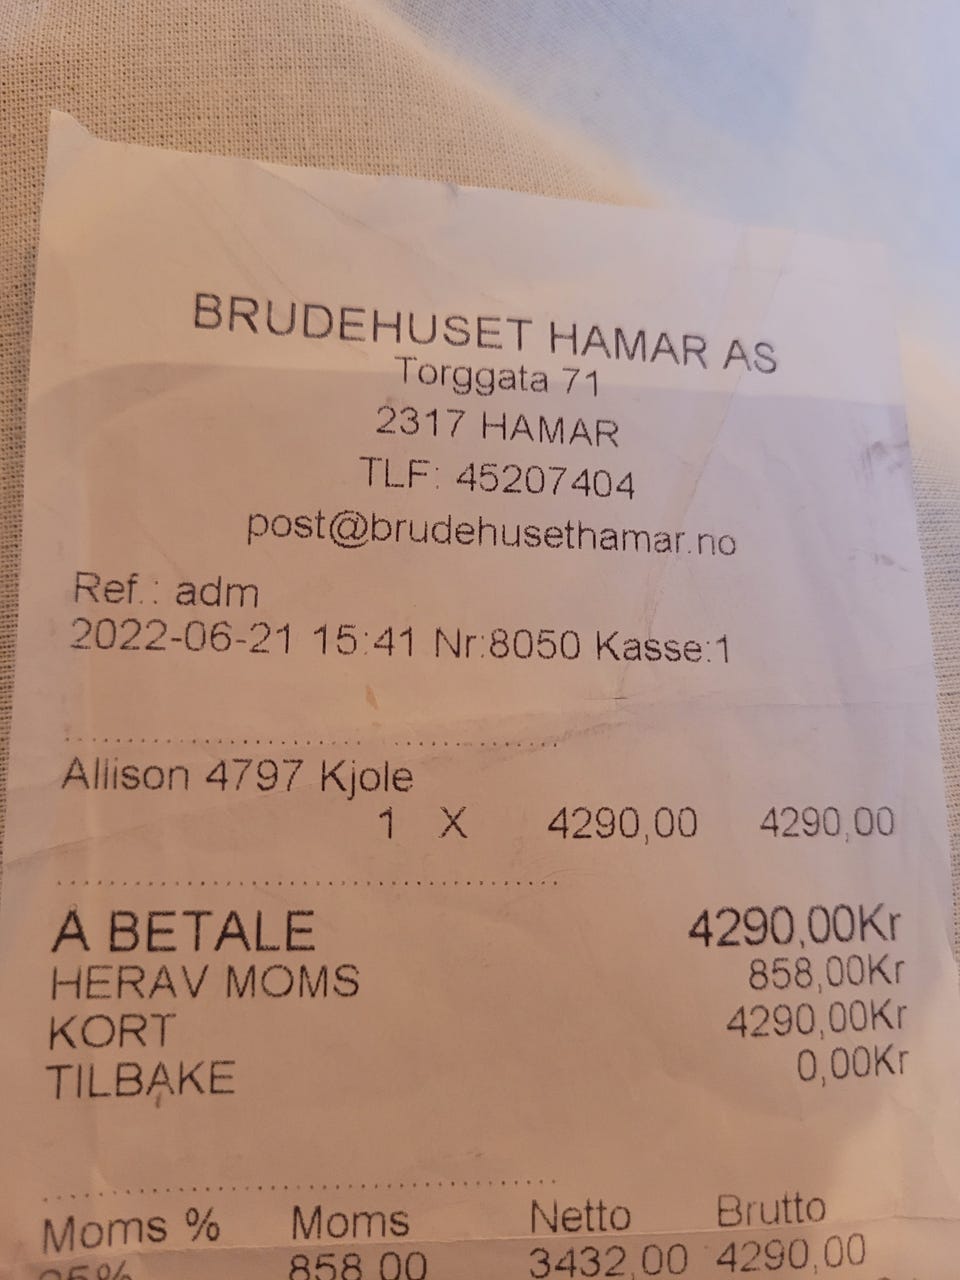 BRUDEHUSET HAMAR AS
Torggata 71
2317 HAMAR
TLF: 45207404
post@brudehusethamar.no
Ref.: adm
2022-06-21 15:41 Nr:8050 Kasse:1
Allison 4797 Kjole
1 X 4290,00 4290,00
Å BETALE 4290,00Kr
HERAV MOMS 858,00Kr
KORT 4290,00Kr
TILBAKE 0,00Kr
Moms % Moms Netto Brutto
25% 858,00 3432,00 4290,00